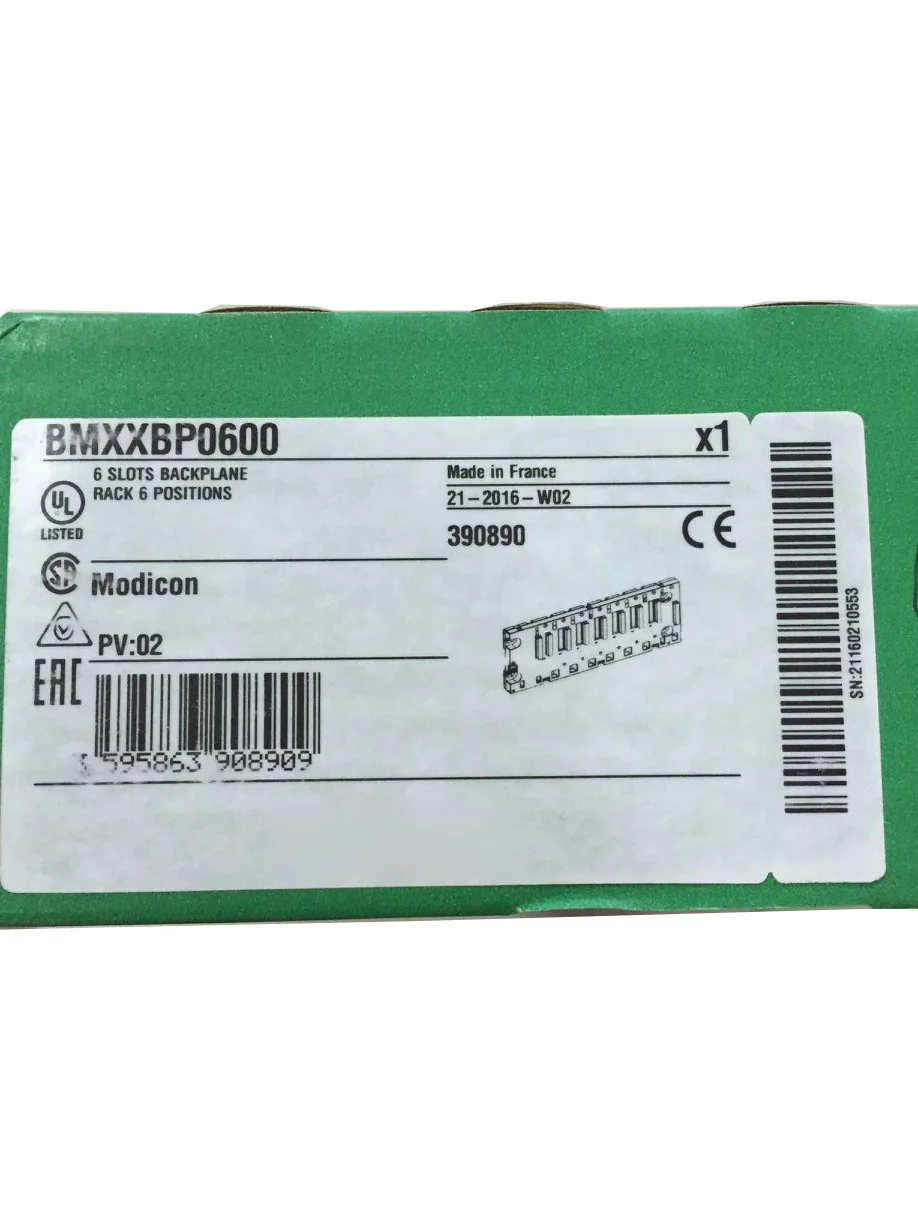 BMXXBP0600
x1
6 SLOTS BACKPLANE
RACK 6 POSITIONS
Made in France
21-2016-W02
390890
CE
UL
LISTED
Modicon
PV:02
EAC
3 595863 908909
SN:21160210553